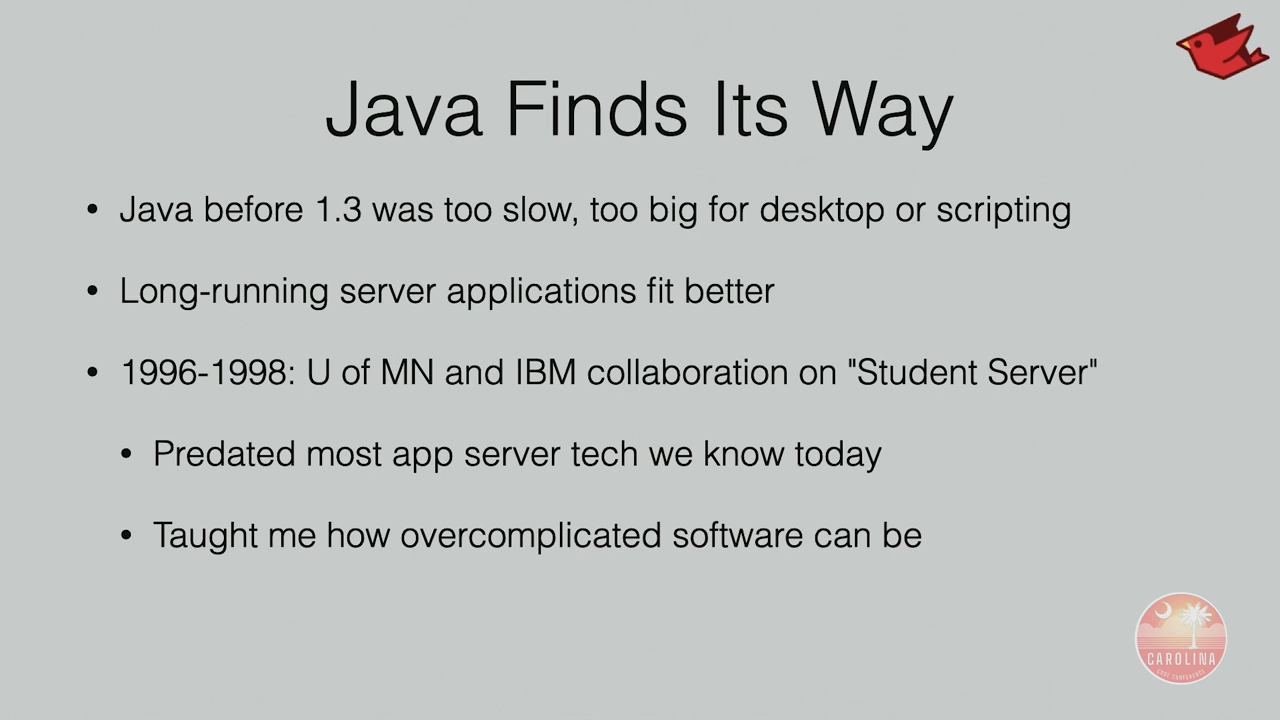 Java Finds Its Way
• Java before 1.3 was too slow, too big for desktop or scripting
• Long-running server applications fit better
• 1996-1998: U of MN and IBM collaboration on "Student Server"
• Predated most app server tech we know today
• Taught me how overcomplicated software can be
CAROLINA
CODE CONFERENCE